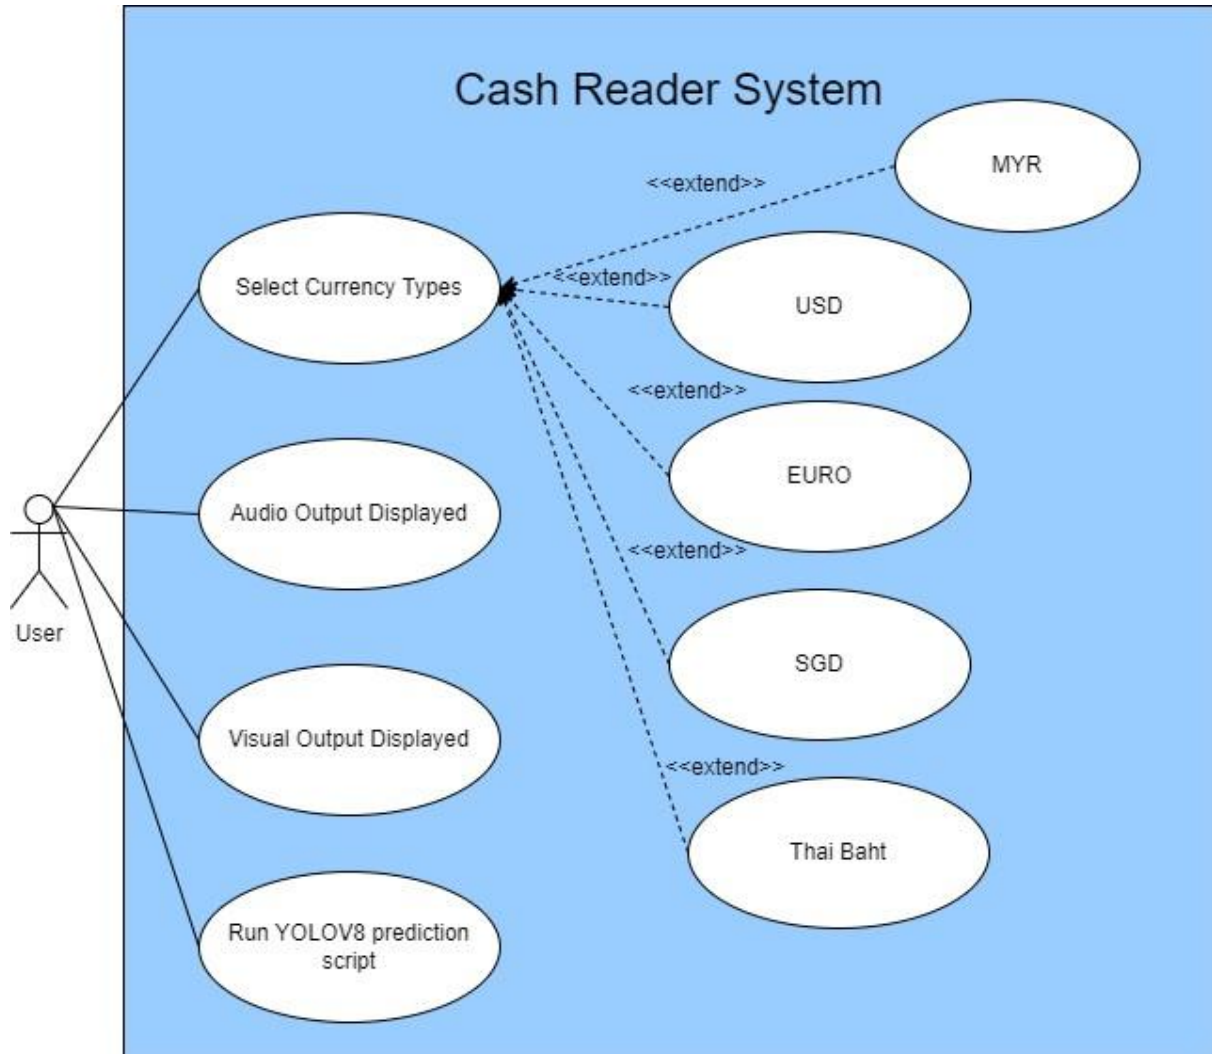 Cash Reader System
MYR
<<extend>>
Select Currency Types
<<extend>>
USD
<<extend>>
EURO
Audio Output Displayed
<<extend>>
User
SGD
Visual Output Displayed
<<extend>>
Thai Baht
Run YOLOV8 prediction
script